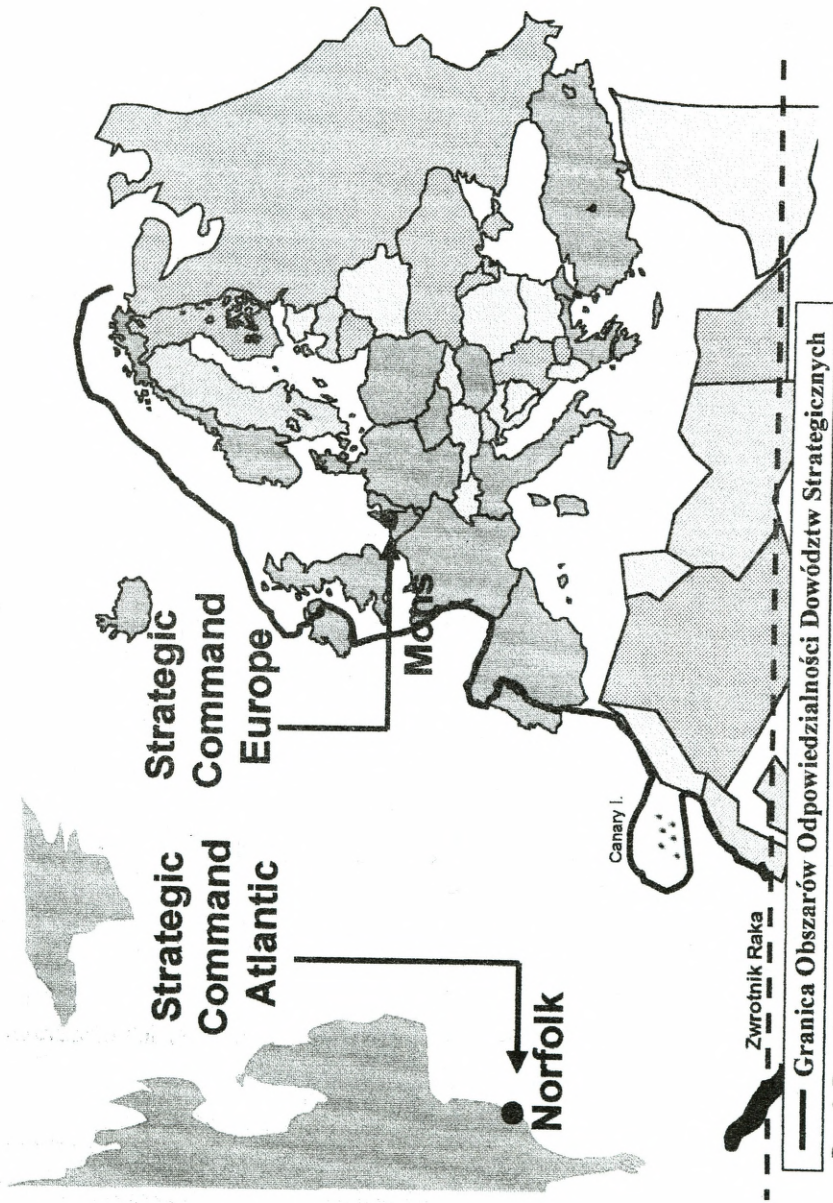 Strategic
Command
Atlantic
Strategic
Command
Europe
Norfolk
Mons
Canary I.
Zwrotnik Raka
Granica Obszarów Odpowiedzialności Dowództw Strategicznych